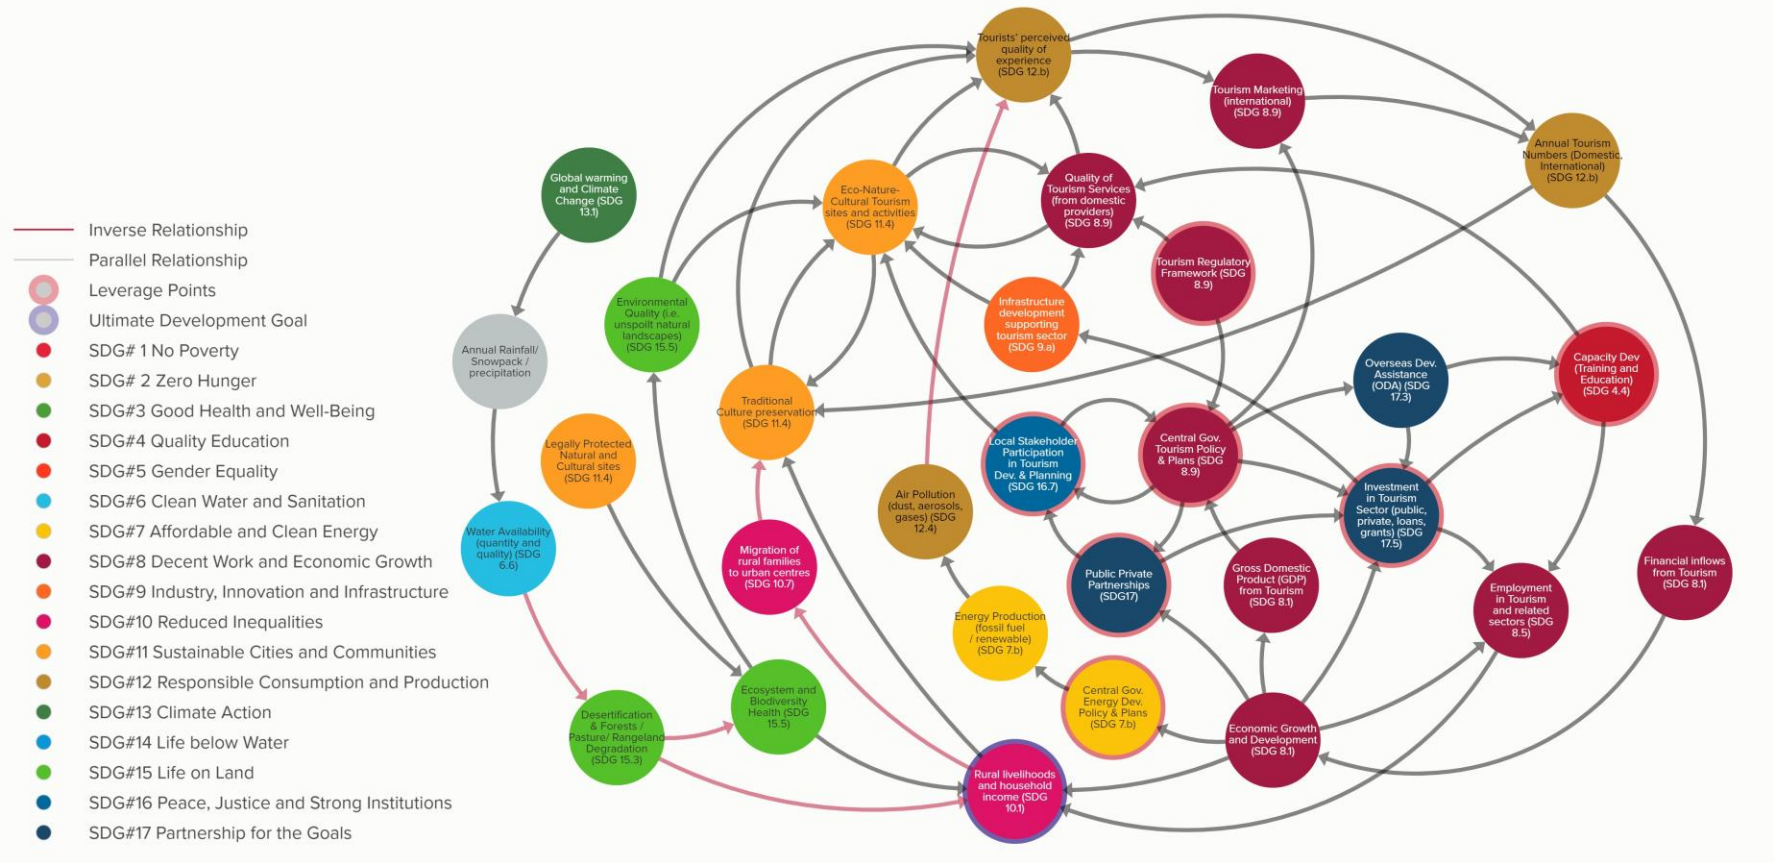 Inverse Relationship
Parallel Relationship
Leverage Points
Ultimate Development Goal
SDG# 1 No Poverty
SDG# 2 Zero Hunger
SDG#3 Good Health and Well-Being
SDG#4 Quality Education
SDG#5 Gender Equality
SDG#6 Clean Water and Sanitation
SDG#7 Affordable and Clean Energy
SDG#8 Decent Work and Economic Growth
SDG#9 Industry, Innovation and Infrastructure
SDG#10 Reduced Inequalities
SDG#11 Sustainable Cities and Communities
SDG#12 Responsible Consumption and Production
SDG#13 Climate Action
SDG#14 Life below Water
SDG#15 Life on Land
SDG#16 Peace, Justice and Strong Institutions
SDG#17 Partnership for the Goals
Global warming
and Climate
Change (SDG
13.1)
Annual Rainfall/
Snowpack /
precipitation
Water Availability
(quantity and
quality) (SDG
6.6)
Legally Protected
Natural and
Cultural sites
(SDG 11.4)
Environmental
Quality (i.e.
unspoilt natural
landscapes)
(SDG 15.5)
Desertification
& Forests /
Pasture/ Rangeland
Degradation
(SDG 15.3)
Ecosystem and
Biodiversity
Health (SDG
15.5)
Migration of
rural families
to urban centres
(SDG 10.7)
Traditional
Culture preservation
(SDG 11.4)
Eco-Nature-
Cultural Tourism
sites and activities
(SDG 11.4)
Tourists' perceived
quality of
experience
(SDG 12.b)
Quality of
Tourism Services
(from domestic
providers)
(SDG 8.9)
Tourism Marketing
(international)
(SDG 8.9)
Annual Tourism
Numbers (Domestic,
International)
(SDG 12.b)
Tourism Regulatory
Framework (SDG
8.9)
Infrastructure
development
supporting
tourism sector
(SDG 9.a)
Overseas Dev.
Assistance
(ODA) (SDG
17.3)
Capacity Dev
(Training and
Education)
(SDG 4.4)
Local Stakeholder
Participation
in Tourism
Dev. & Planning
(SDG 16.7)
Central Gov.
Tourism Policy
& Plans (SDG
8.9)
Air Pollution
(dust, aerosols,
gases) (SDG
12.4)
Investment
in Tourism
Sector (public,
private, loans,
grants) (SDG
17.5)
Public Private
Partnerships
(SDG17)
Gross Domestic
Product (GDP)
from Tourism
(SDG 8.1)
Employment
in Tourism
and related
sectors (SDG
8.5)
Financial inflows
from Tourism
(SDG 8.1)
Energy Production
(fossil fuel
/ renewable)
(SDG 7.b)
Central Gov.
Energy Dev.
Policy & Plans
(SDG 7.b)
Economic Growth
and Development
(SDG 8.1)
Rural livelihoods
and household
income (SDG
10.1)